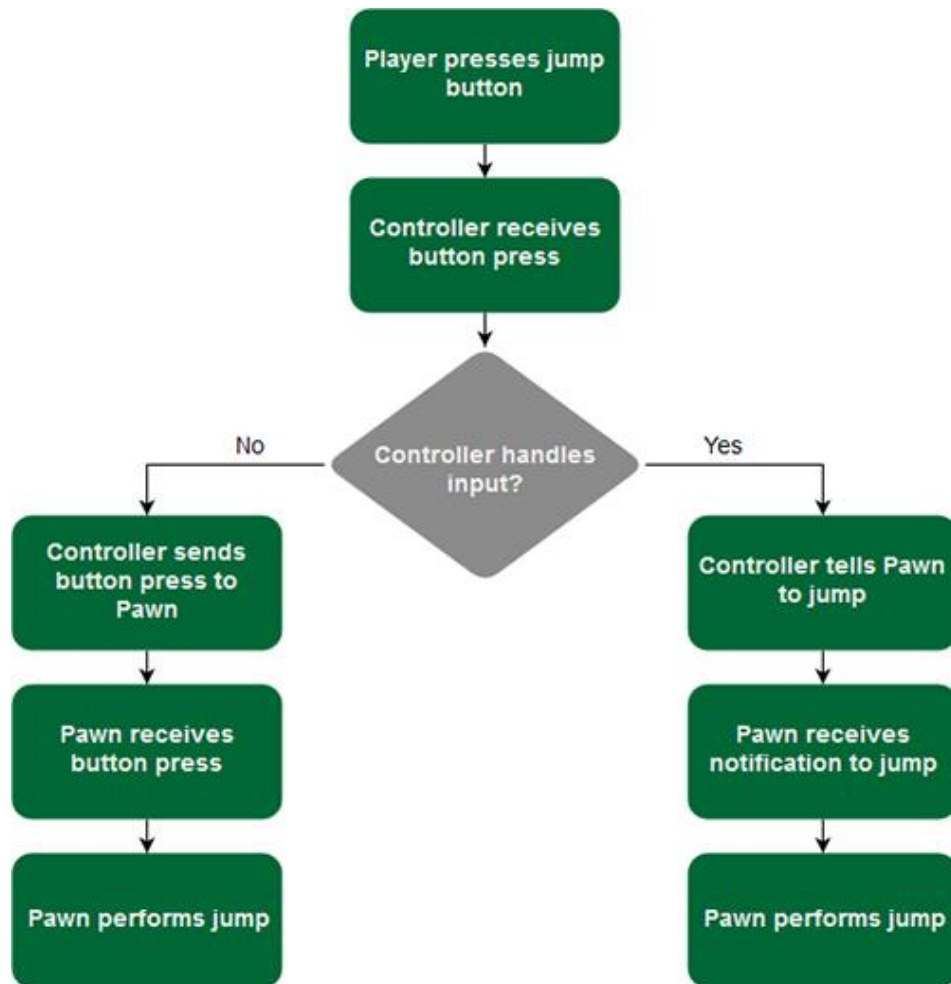 Player presses jump
button
Controller receives
button press
Controller handles
input?
No
Yes
Controller sends
button press to
Pawn
Controller tells Pawn
to jump
Pawn receives
button press
Pawn receives
notification to jump
Pawn performs jump
Pawn performs jump